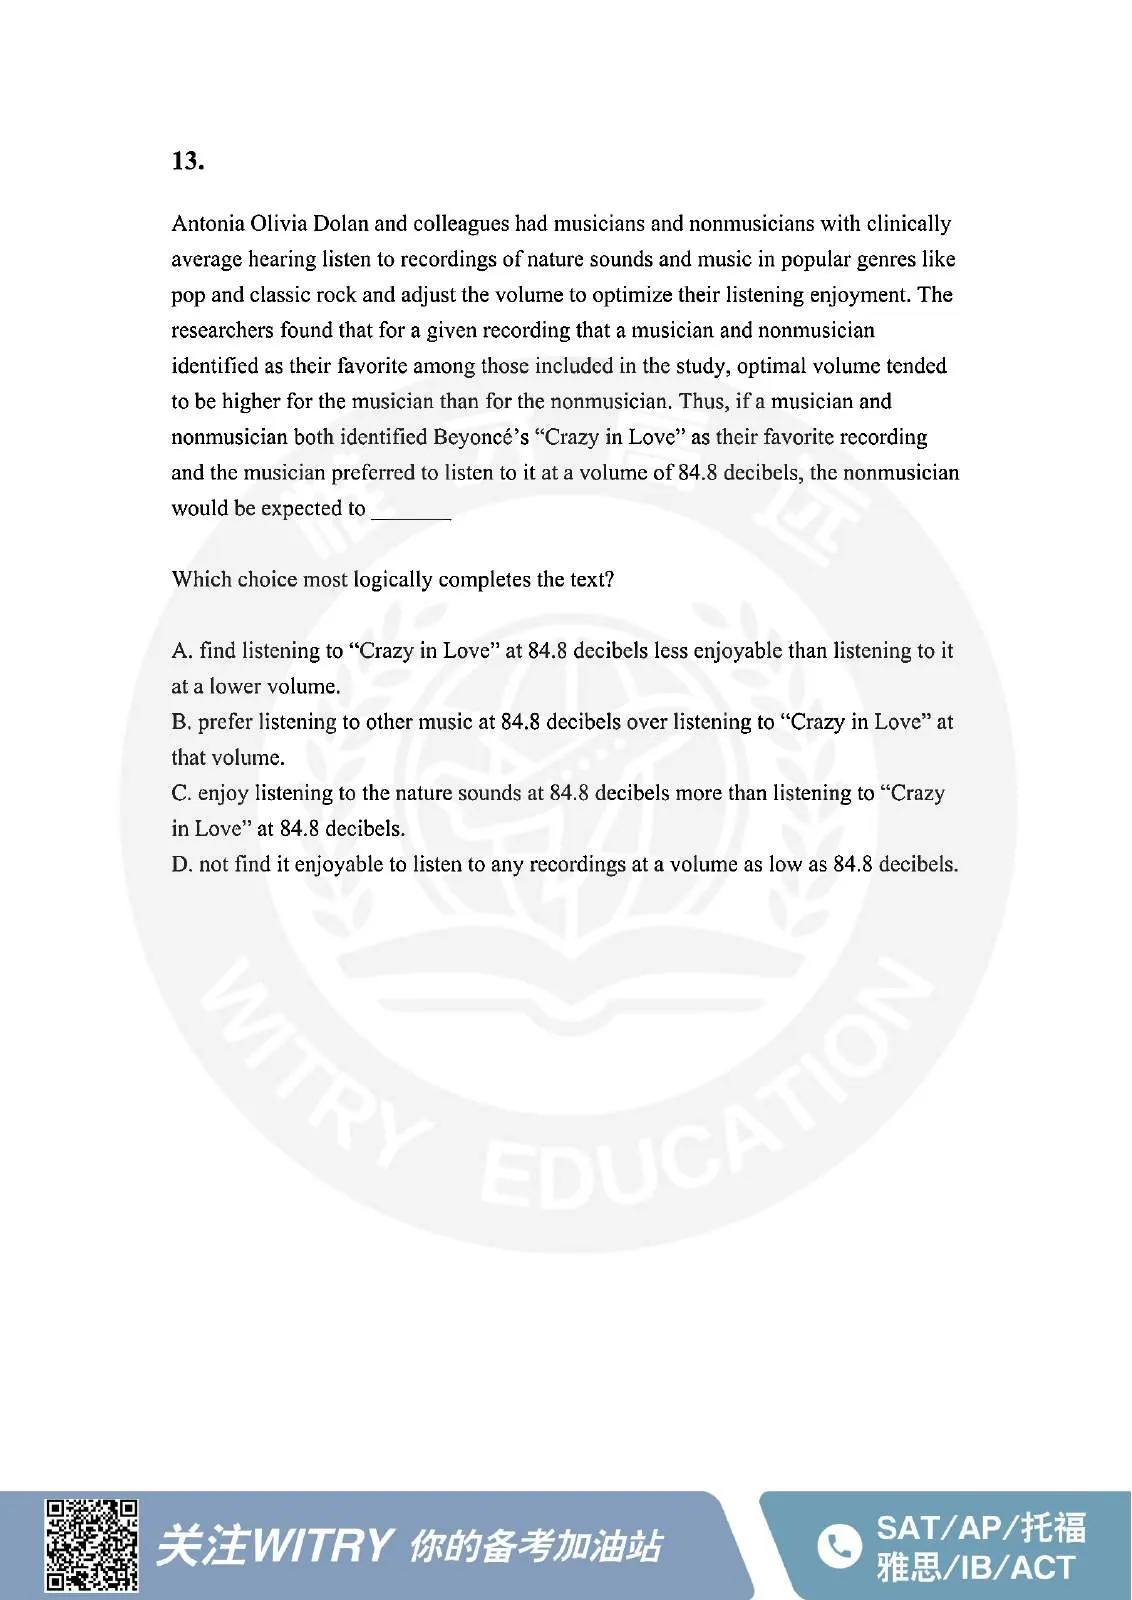 13.
Antonia Olivia Dolan and colleagues had musicians and nonmusicians with clinically
average hearing listen to recordings of nature sounds and music in popular genres like
pop and classic rock and adjust the volume to optimize their listening enjoyment. The
researchers found that for a given recording that a musician and nonmusician
identified as their favorite among those included in the study, optimal volume tended
to be higher for the musician than for the nonmusician. Thus, if a musician and
nonmusician both identified Beyoncé’s “Crazy in Love” as their favorite recording
and the musician preferred to listen to it at a volume of 84.8 decibels, the nonmusician
would be expected to _______
Which choice most logically completes the text?
A. find listening to “Crazy in Love” at 84.8 decibels less enjoyable than listening to it
at a lower volume.
B. prefer listening to other music at 84.8 decibels over listening to “Crazy in Love” at
that volume.
C. enjoy listening to the nature sounds at 84.8 decibels more than listening to “Crazy
in Love” at 84.8 decibels.
D. not find it enjoyable to listen to any recordings at a volume as low as 84.8 decibels.
WITRY EDUCATION
关注WITRY 你的备考加油站
SAT/AP/托福
雅思/IB/ACT